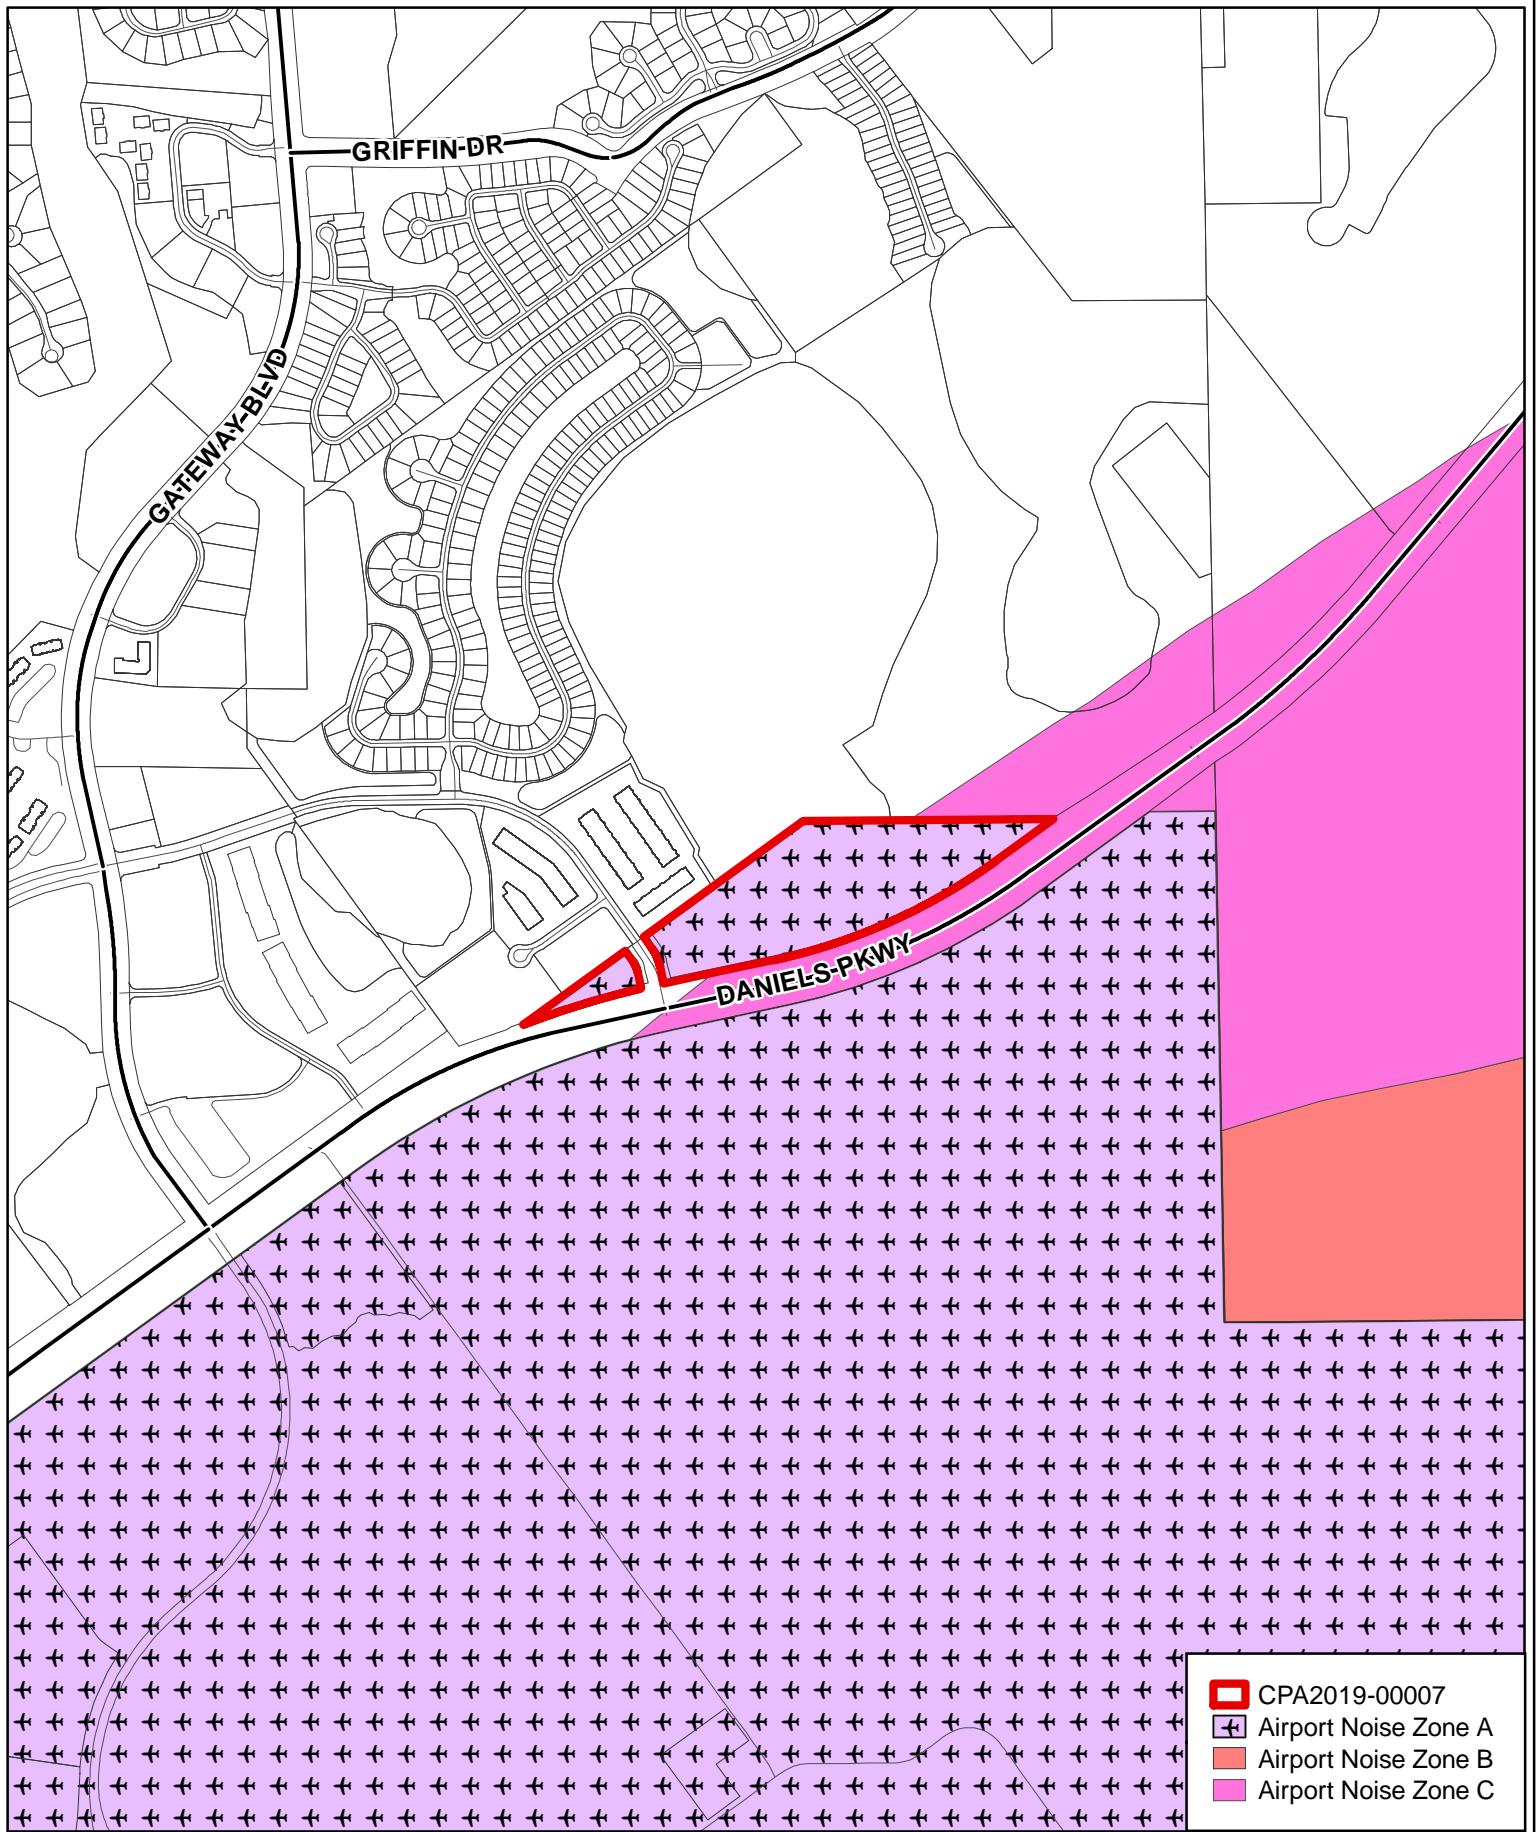 GRIFFIN DR
GATEWAY BLVD
DANIELS PKWY
CPA2019-00007
Airport Noise Zone A
Airport Noise Zone B
Airport Noise Zone C